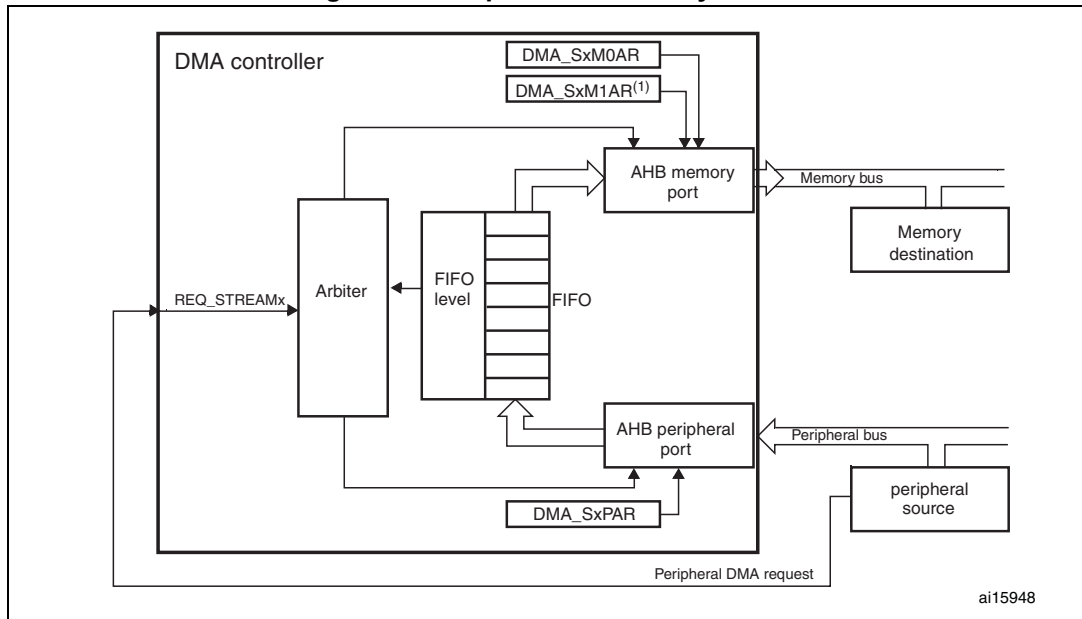 DMA controller
DMA_SxM0AR
DMA_SxM1AR(1)
AHB memory
port
Memory bus
Memory
destination
REQ_STREAMx
Arbiter
FIFO
level
FIFO
AHB peripheral
port
Peripheral bus
peripheral
source
DMA_SxPAR
Peripheral DMA request
ai15948